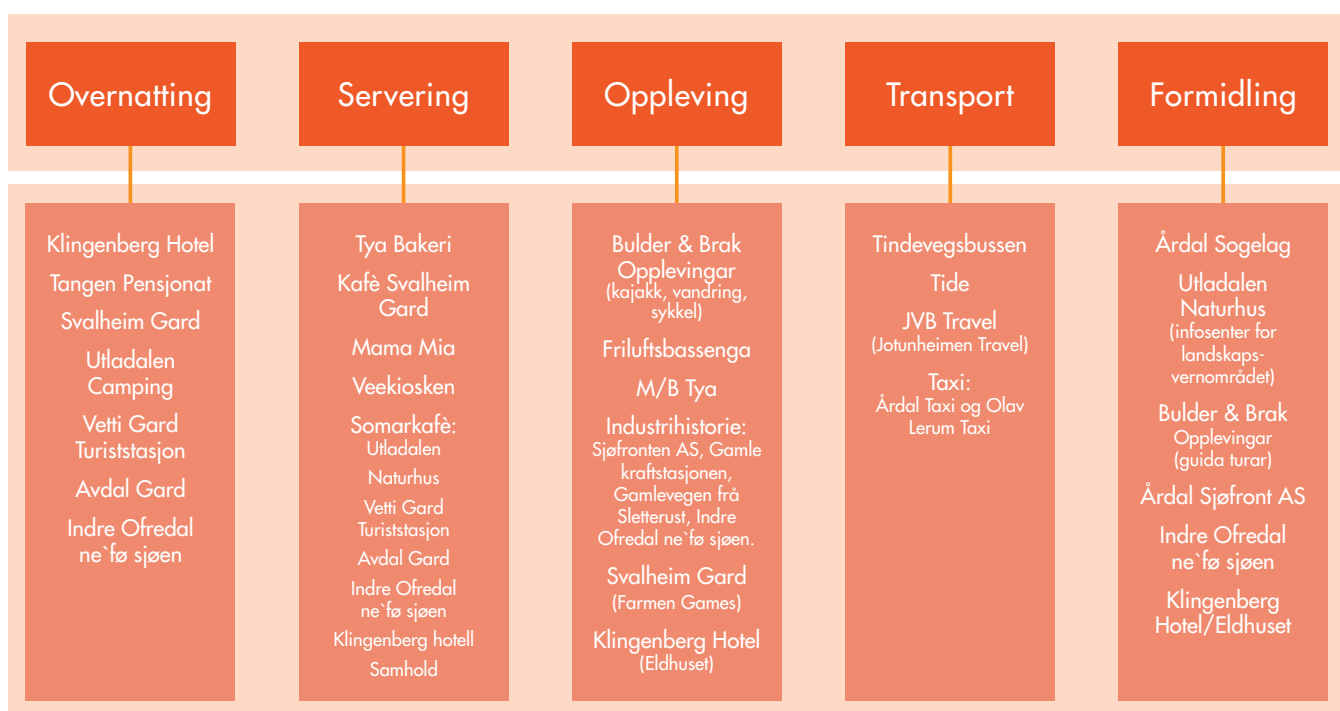 Overnatting
Servering
Oppleving
Transport
Formidling
Klingenberg Hotel
Tangen Pensjonat
Svalheim Gard
Utladalen
Camping
Vetti Gard
Turiststasjon
Avdal Gard
Indre Ofredal
ne`fø sjøen
Tya Bakeri
Kafè Svalheim
Gard
Mama Mia
Veekiosken
Somarkafè:
Utladalen
Naturhus
Vetti Gard
Turiststasjon
Avdal Gard
Indre Ofredal
ne`fø sjøen
Klingenberg hotell
Samhold
Bulder & Brak
Opplevingar
(kajakk, vandring,
sykkel)
Friluftsbassenga
M/B Tya
Industrihistorie:
Sjøfronten AS, Gamle
kraftstasjonen,
Gamlevegen frå
Sletterust, Indre
Ofredal ne`fø sjøen.
Svalheim Gard
(Farmen Games)
Klingenberg Hotel
(Eldhuset)
Tindevegsbussen
Tide
JVB Travel
(Jotunheimen Travel)
Taxi:
Årdal Taxi og Olav
Lerum Taxi
Årdal Sogelag
Utladalen
Naturhus
(infosenter for
landskaps-
vernområdet)
Bulder & Brak
Opplevingar
(guida turar)
Årdal Sjøfront AS
Indre Ofredal
ne`fø sjøen
Klingenberg
Hotel/Eldhuset